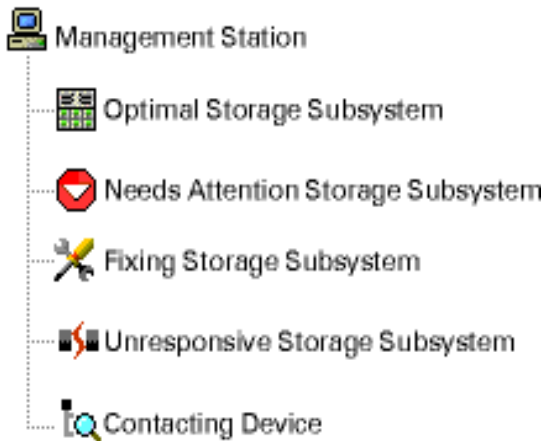 Management Station
Optimal Storage Subsystem
Needs Attention Storage Subsystem
Fixing Storage Subsystem
Unresponsive Storage Subsystem
Contacting Device